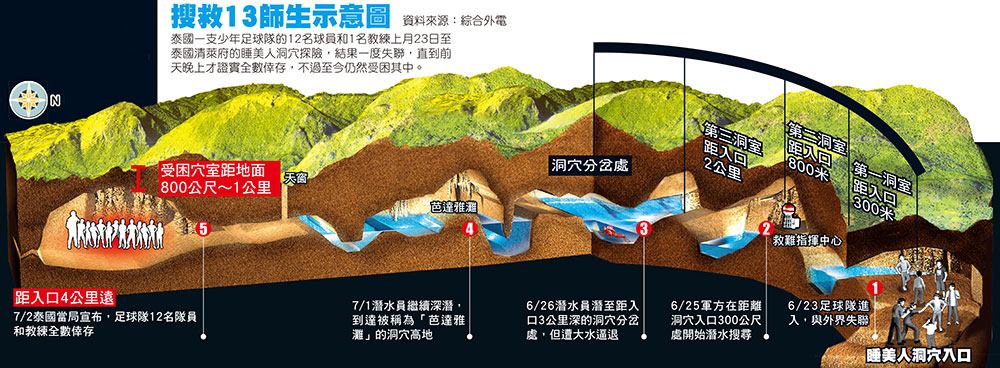 搜救13師生示意圖
資料來源：綜合外電
泰國一支少年足球隊的12名球員和1名教練上月23日至
泰國清萊府的睡美人洞穴探險，結果一度失聯，直到前
天晚上才證實全數倖存，不過至今仍然受困其中。
N
受困穴室距地面
800公尺～1公里
天窗
芭達雅灘
洞穴分岔處
第三洞室
距入口
2公里
第二洞室
距入口
800米
第一洞室
距入口
300米
救難指揮中心
5
4
3
2
1
距入口4公里遠
7/2泰國當局宣布，足球隊12名隊員
和教練全數倖存
7/1潛水員繼續深潛，
到達被稱為「芭達雅
灘」的洞穴高地
6/26潛水員潛至距入
口3公里深的洞穴分岔
處，但遭大水逼退
6/25軍方在距離
洞穴入口300公尺
處開始潛水搜尋
6/23足球隊進
入，與外界失聯
睡美人洞穴入口